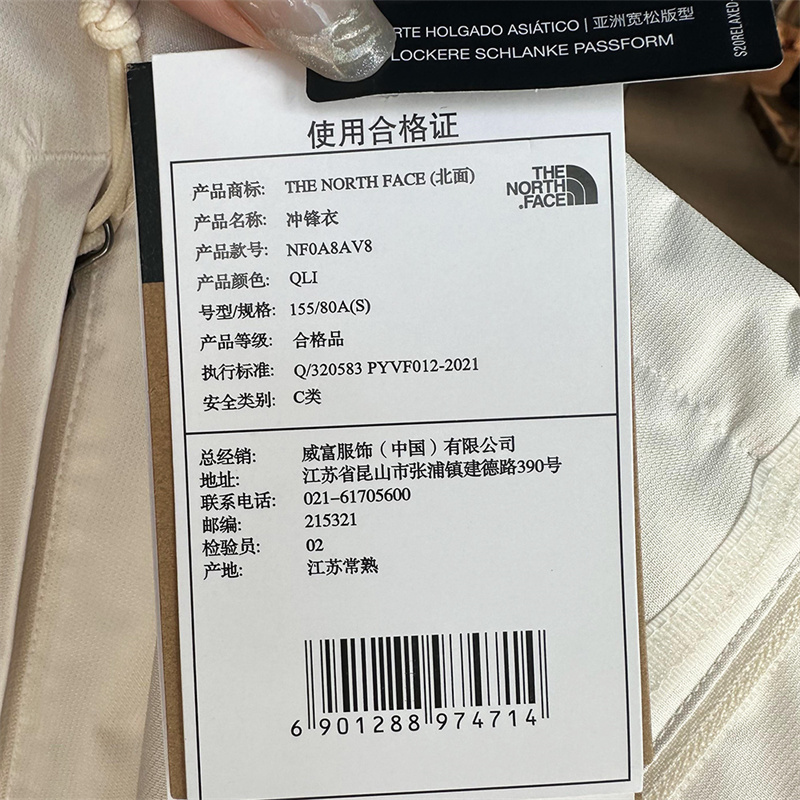 RTE HOLGADO ASIÁTICO | 亚洲宽松版型
LOCKERE SCHLANKE PASSFORM
S20RELAXED
使用合格证
产品商标: THE NORTH FACE (北面)
THE
NORTH
FACE
产品名称: 冲锋衣
产品款号: NF0A8AV8
产品颜色: QLI
号型/规格: 155/80A(S)
产品等级: 合格品
执行标准: Q/320583 PYVF012-2021
安全类别: C类
总经销: 威富服饰（中国）有限公司
地址: 江苏省昆山市张浦镇建德路390号
联系电话: 021-61705600
邮编: 215321
检验员: 02
产地: 江苏常熟
6 901288 974714